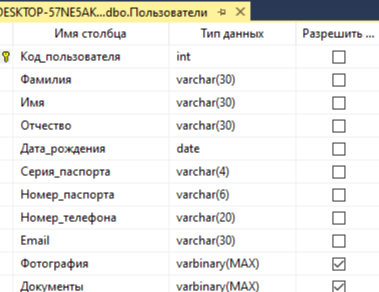 DESKTOP-57NE5AK...dbo.Пользователи
Имя столбца Тип данных Разрешить ...
Код_пользователя int
Фамилия varchar(30)
Имя varchar(30)
Отчество varchar(30)
Дата_рождения date
Серия_паспорта varchar(4)
Номер_паспорта varchar(6)
Номер_телефона varchar(20)
Email varchar(30)
Фотография varbinary(MAX)
Документы varbinary(MAX)